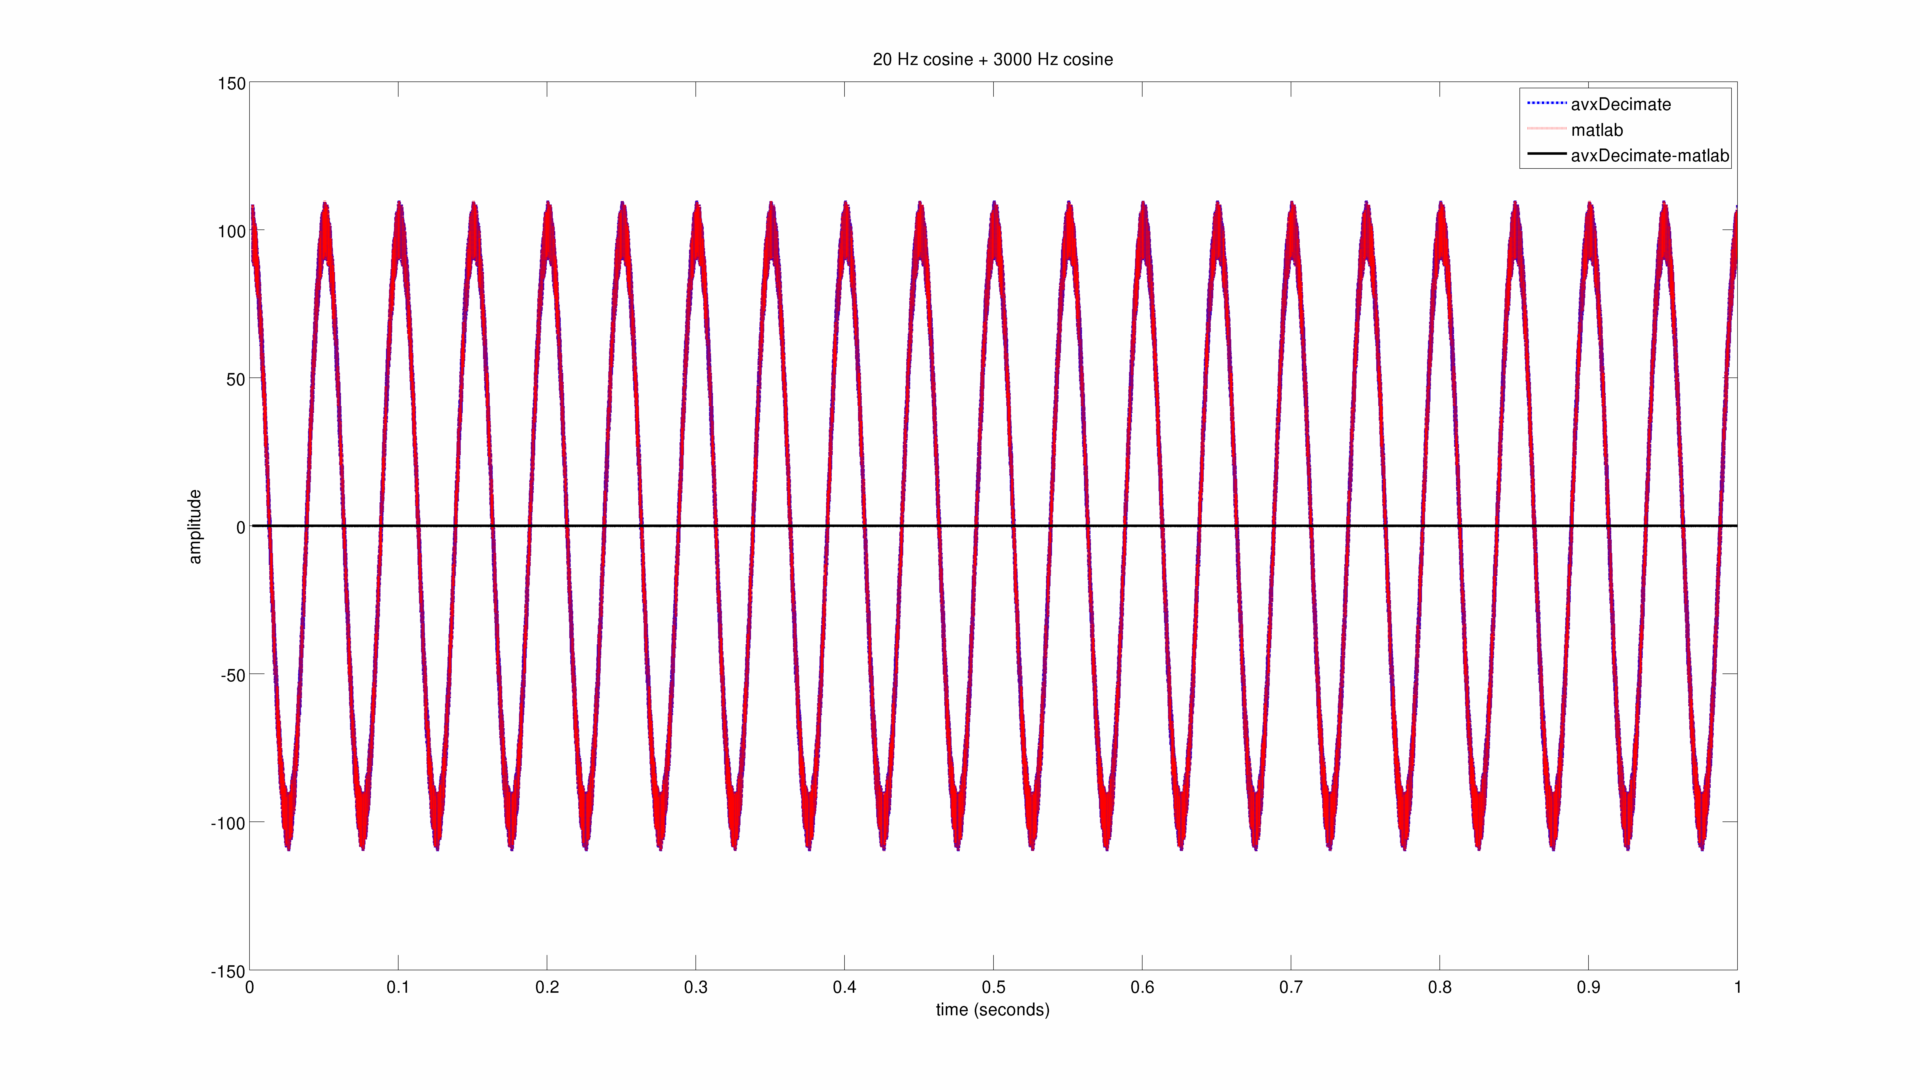 20 Hz cosine + 3000 Hz cosine
150
avxDecimate
matlab
avxDecimate-matlab
100
50
0
-50
-100
-150
amplitude
0 0.1 0.2 0.3 0.4 0.5 0.6 0.7 0.8 0.9 1
time (seconds)